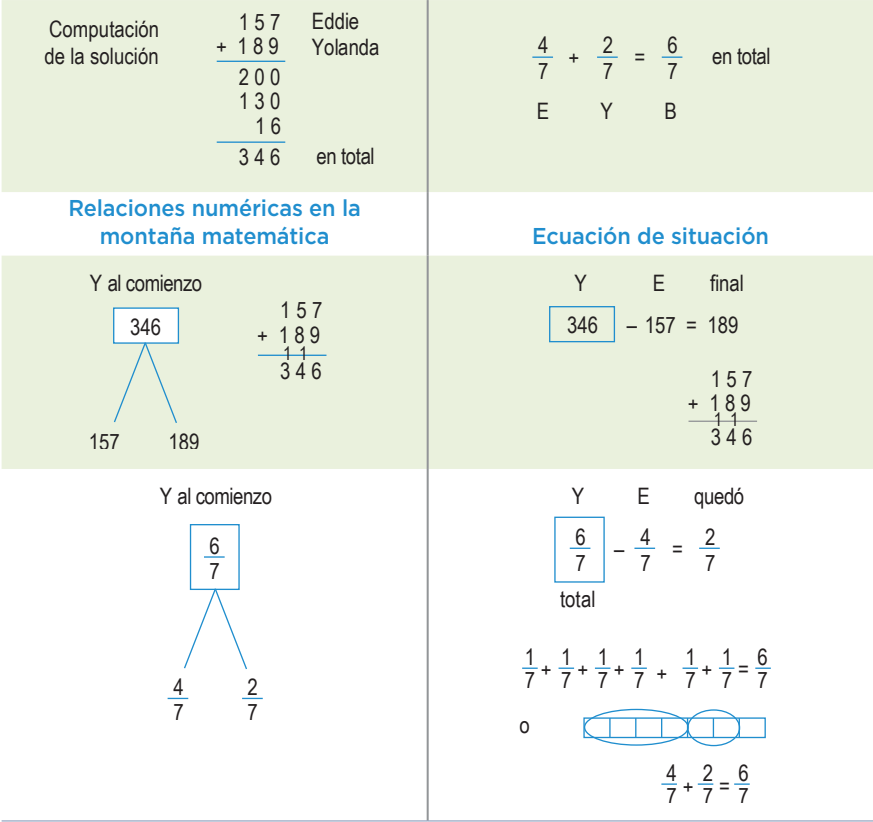 Computación
de la solución
157 Eddie
+ 189 Yolanda
200
130
16
346 en total
4/7 + 2/7 = 6/7 en total
E Y B
Relaciones numéricas en la
montaña matemática
Ecuación de situación
Y al comienzo
346
157 189
157
+ 189
11
346
Y E final
346 – 157 = 189
157
+ 189
11
346
Y al comienzo
6/7
4/7 2/7
Y E quedó
6/7 – 4/7 = 2/7
total
1/7 + 1/7 + 1/7 + 1/7 + 1/7 + 1/7 = 6/7
o
4/7 + 2/7 = 6/7